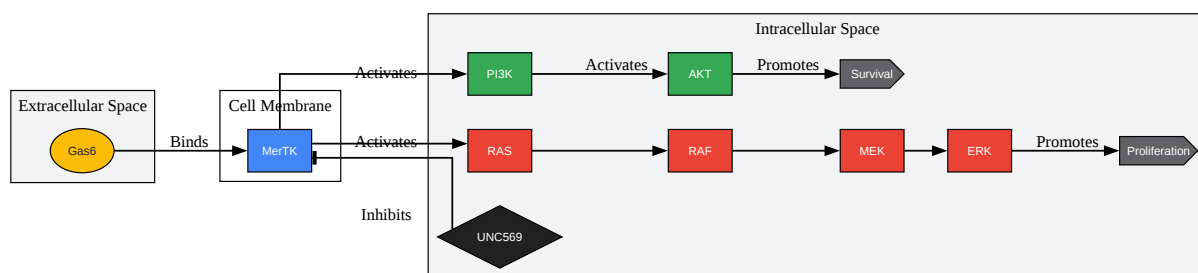 Intracellular Space
Activates
PI3K
Activates
AKT
Promotes
Survival
Extracellular Space
Cell Membrane
Gas6
Binds
MerTK
Activates
RAS
RAF
MEK
ERK
Promotes
Proliferation
Inhibits
UNC569